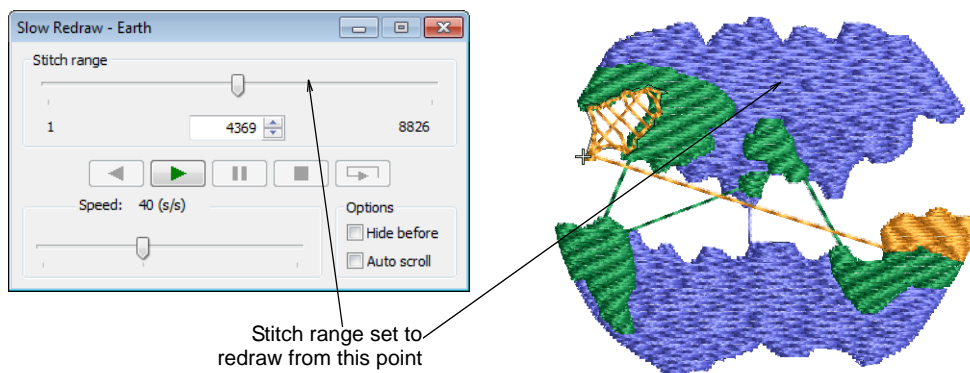 Slow Redraw - Earth
Stitch range
1 4369 8826
Speed: 40 (s/s)
Options
Hide before
Auto scroll
Stitch range set to
redraw from this point